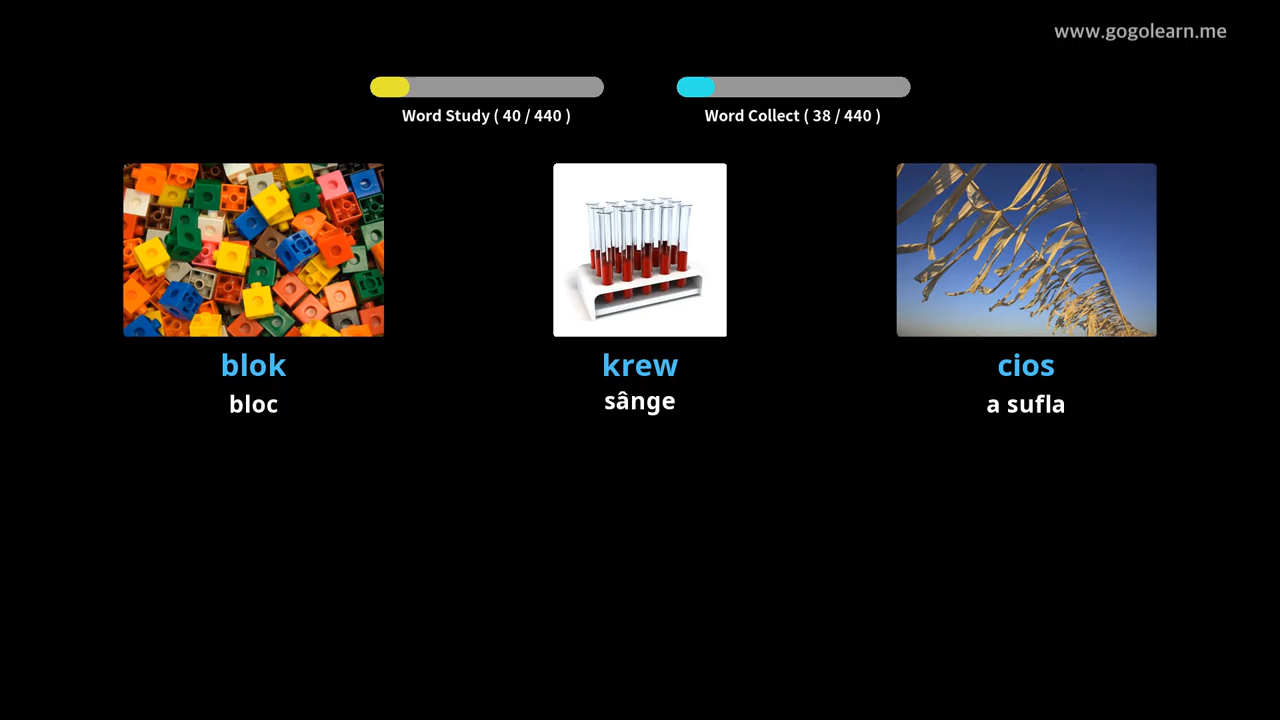 www.gogolearn.me
Word Study ( 40 / 440 )
Word Collect ( 38 / 440 )
blok
bloc
krew
sânge
cios
a sufla